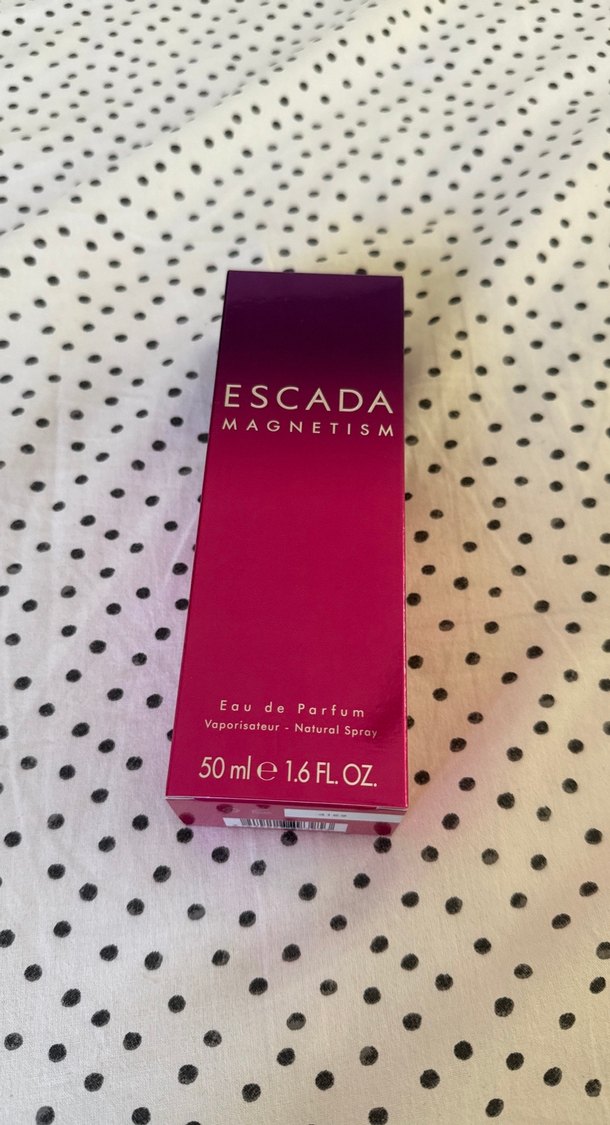 ESCADA
MAGNETISM
Eau de Parfum
Vaporisateur - Natural Spray
50 ml ℮ 1.6 FL. OZ.